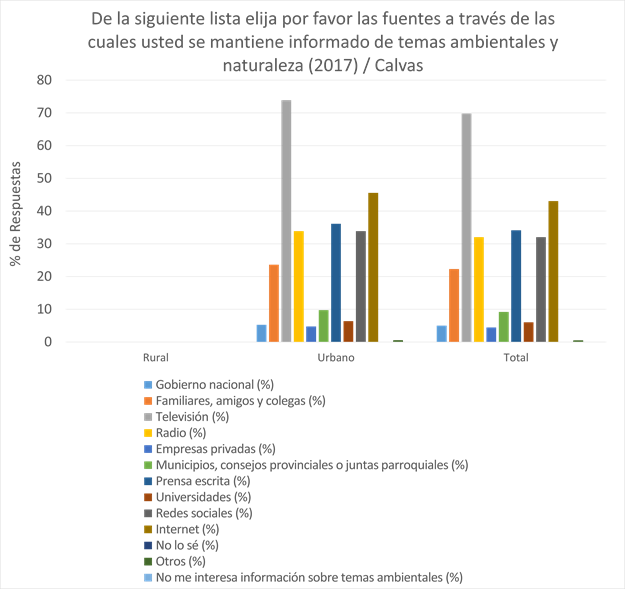 De la siguiente lista elija por favor las fuentes a través de las
cuales usted se mantiene informado de temas ambientales y
naturaleza (2017) / Calvas
80
70
60
50
40
30
20
10
0
% de Respuestas
Rural
Urbano
Total
Gobierno nacional (%)
Familiares, amigos y colegas (%)
Televisión (%)
Radio (%)
Empresas privadas (%)
Municipios, consejos provinciales o juntas parroquiales (%)
Prensa escrita (%)
Universidades (%)
Redes sociales (%)
Internet (%)
No lo sé (%)
Otros (%)
No me interesa información sobre temas ambientales (%)